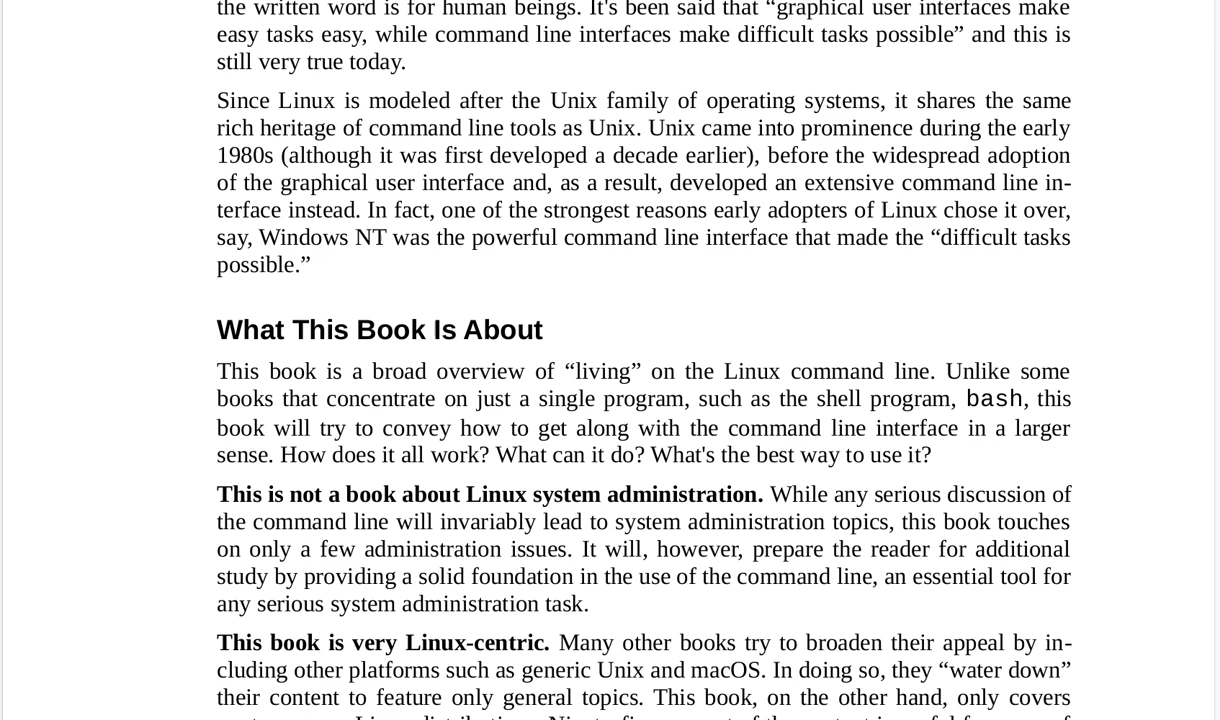 the written word is for human beings. It's been said that “graphical user interfaces make
easy tasks easy, while command line interfaces make difficult tasks possible” and this is
still very true today.
Since Linux is modeled after the Unix family of operating systems, it shares the same
rich heritage of command line tools as Unix. Unix came into prominence during the early
1980s (although it was first developed a decade earlier), before the widespread adoption
of the graphical user interface and, as a result, developed an extensive command line in-
terface instead. In fact, one of the strongest reasons early adopters of Linux chose it over,
say, Windows NT was the powerful command line interface that made the “difficult tasks
possible.”
What This Book Is About
This book is a broad overview of “living” on the Linux command line. Unlike some
books that concentrate on just a single program, such as the shell program, bash, this
book will try to convey how to get along with the command line interface in a larger
sense. How does it all work? What can it do? What's the best way to use it?
This is not a book about Linux system administration. While any serious discussion of
the command line will invariably lead to system administration topics, this book touches
on only a few administration issues. It will, however, prepare the reader for additional
study by providing a solid foundation in the use of the command line, an essential tool for
any serious system administration task.
This book is very Linux-centric. Many other books try to broaden their appeal by in-
cluding other platforms such as generic Unix and macOS. In doing so, they “water down”
their content to feature only general topics. This book, on the other hand, only covers